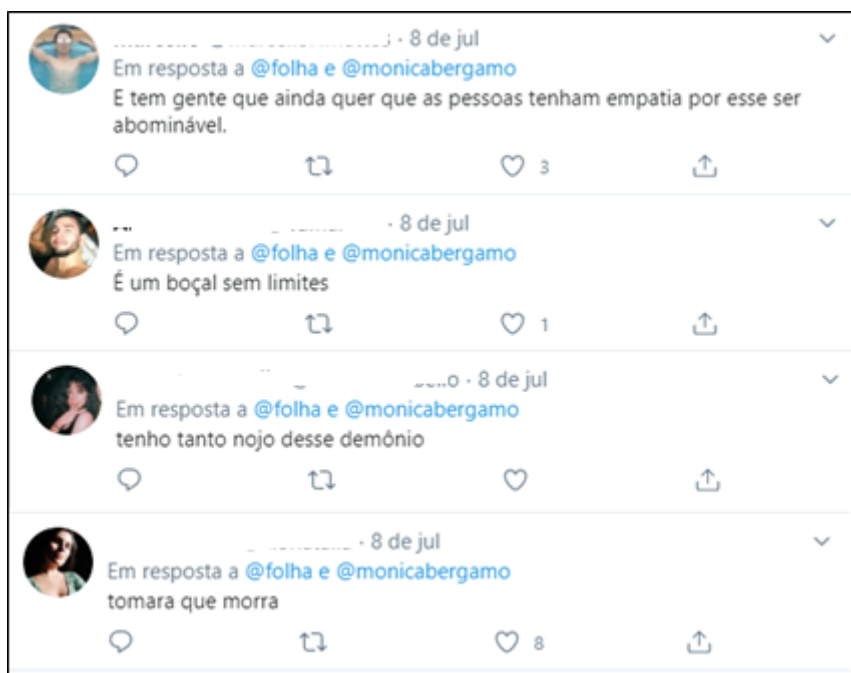 · 8 de jul
Em resposta a @folha e @monicabergamo
E tem gente que ainda quer que as pessoas tenham empatia por esse ser
abominável.
3
· 8 de jul
Em resposta a @folha e @monicabergamo
É um boçal sem limites
1
· 8 de jul
Em resposta a @folha e @monicabergamo
tenho tanto nojo desse demônio
· 8 de jul
Em resposta a @folha e @monicabergamo
tomara que morra
8